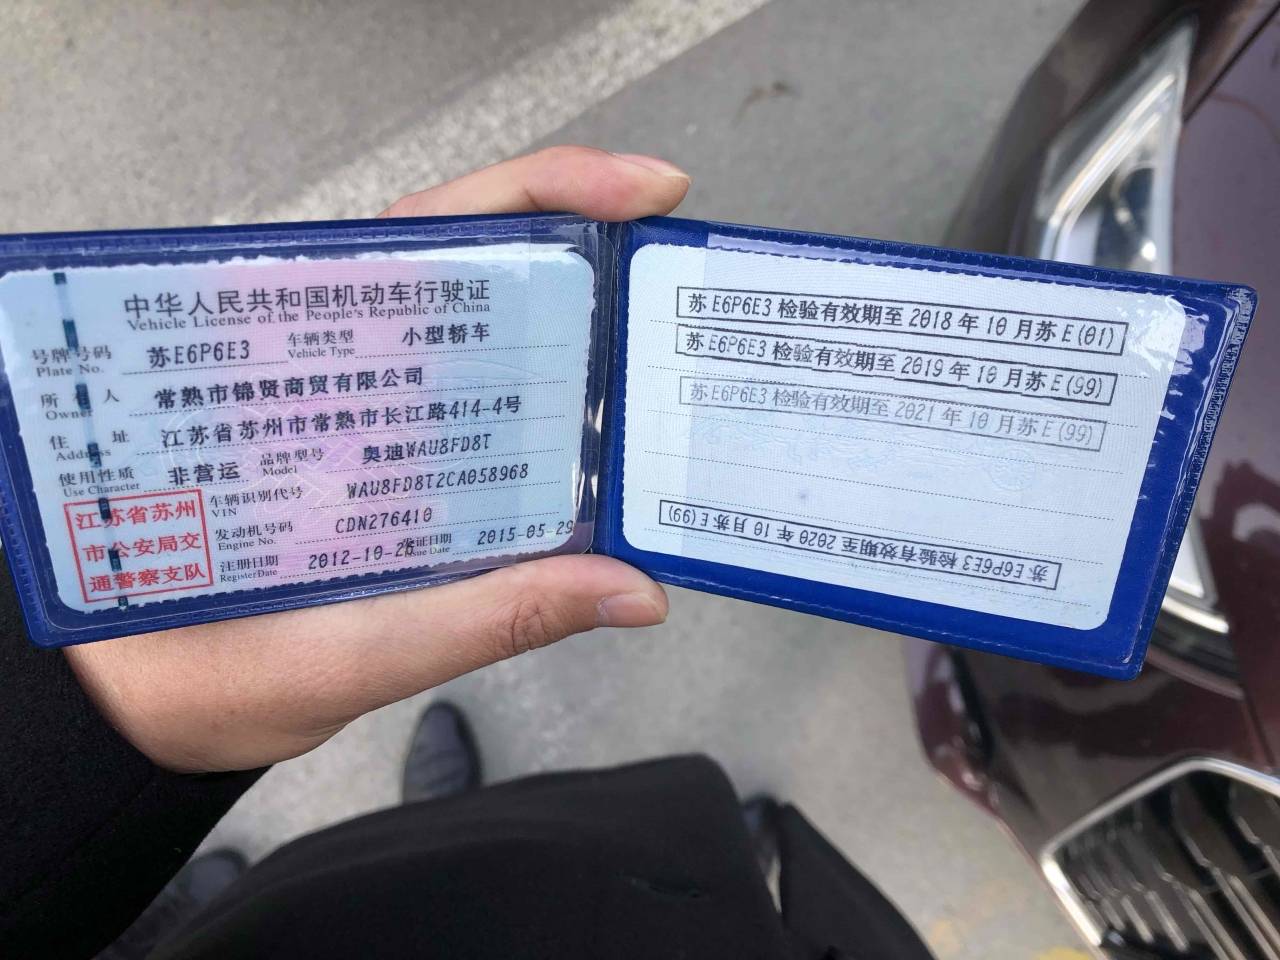 中华人民共和国机动车行驶证
Vehicle License of the People's Republic of China
号牌号码 苏E6P6E3 车辆类型 小型轿车
Plate No. Vehicle Type
所 人 常熟市锦贤商贸有限公司
Owner
住 址 江苏省苏州市常熟市长江路414-4号
Address
使用性质 非营运 品牌型号 奥迪WAU8FD8T
Use Character Model
车辆识别代号 WAU8FD8T2CA058968
VIN
发动机号码 CDN276410
Engine No.
注册日期 2012-10- 发证日期 2015-05-29
Register Date Issue Date
江苏省苏州
市公安局交
通警察支队
苏E6P6E3 检验有效期至 2018 年 10 月苏E(01)
苏E6P6E3 检验有效期至 2019 年 10 月苏E(99)
苏E6P6E3 检验有效期至 2021 年 10 月苏E(99)
苏E6P6E3 检验有效期至 2020 年 10 月苏E(99)